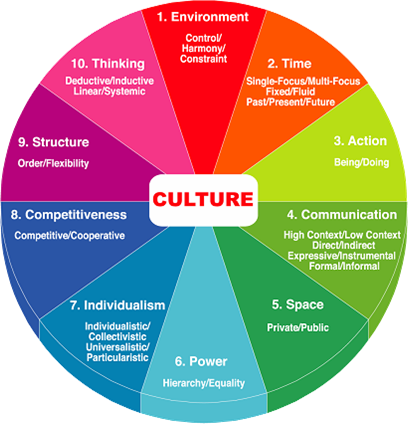 1. Environment
Control/
Harmony/
Constraint
2. Time
Single-Focus/Multi-Focus
Fixed/Fluid
Past/Present/Future
3. Action
Being/Doing
4. Communication
High Context/Low Context
Direct/Indirect
Expressive/Instrumental
Formal/Informal
5. Space
Private/Public
6. Power
Hierarchy/Equality
7. Individualism
Individualistic/
Collectivistic
Universalistic/
Particularistic
8. Competitiveness
Competitive/Cooperative
9. Structure
Order/Flexibility
10. Thinking
Deductive/Inductive
Linear/Systemic
CULTURE